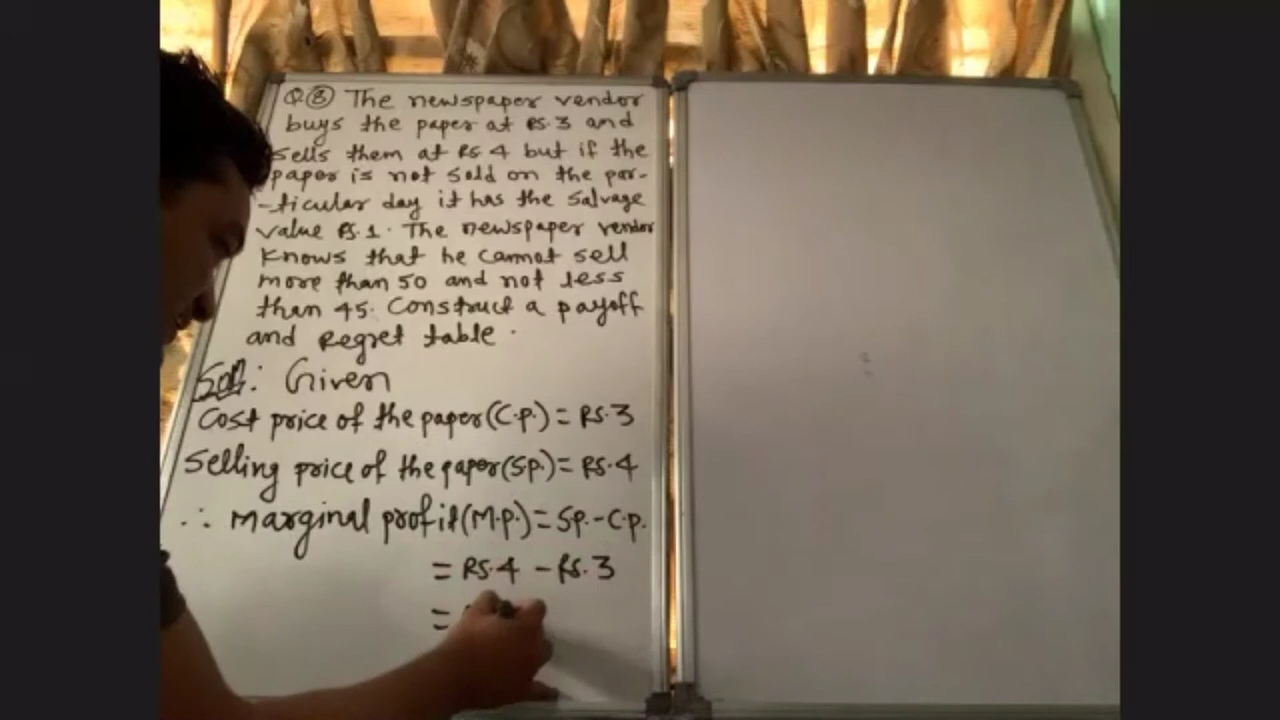 Q③ The newspaper vendor
buys the paper at Rs.3 and
sells them at Rs 4 but if the
paper is not sold on the par-
-ticular day it has the salvage
value Rs.1. The newspaper vendor
knows that he cannot sell
more than 50 and not less
than 45. Construct a payoff
and Regret table.
Soln: Given
Cost price of the paper(C.p.) = Rs.3
Selling price of the paper(S.p.) = Rs.4
∴ Marginal profit(M.p.) = S.p. - C.p.
= Rs.4 - Rs.3
=